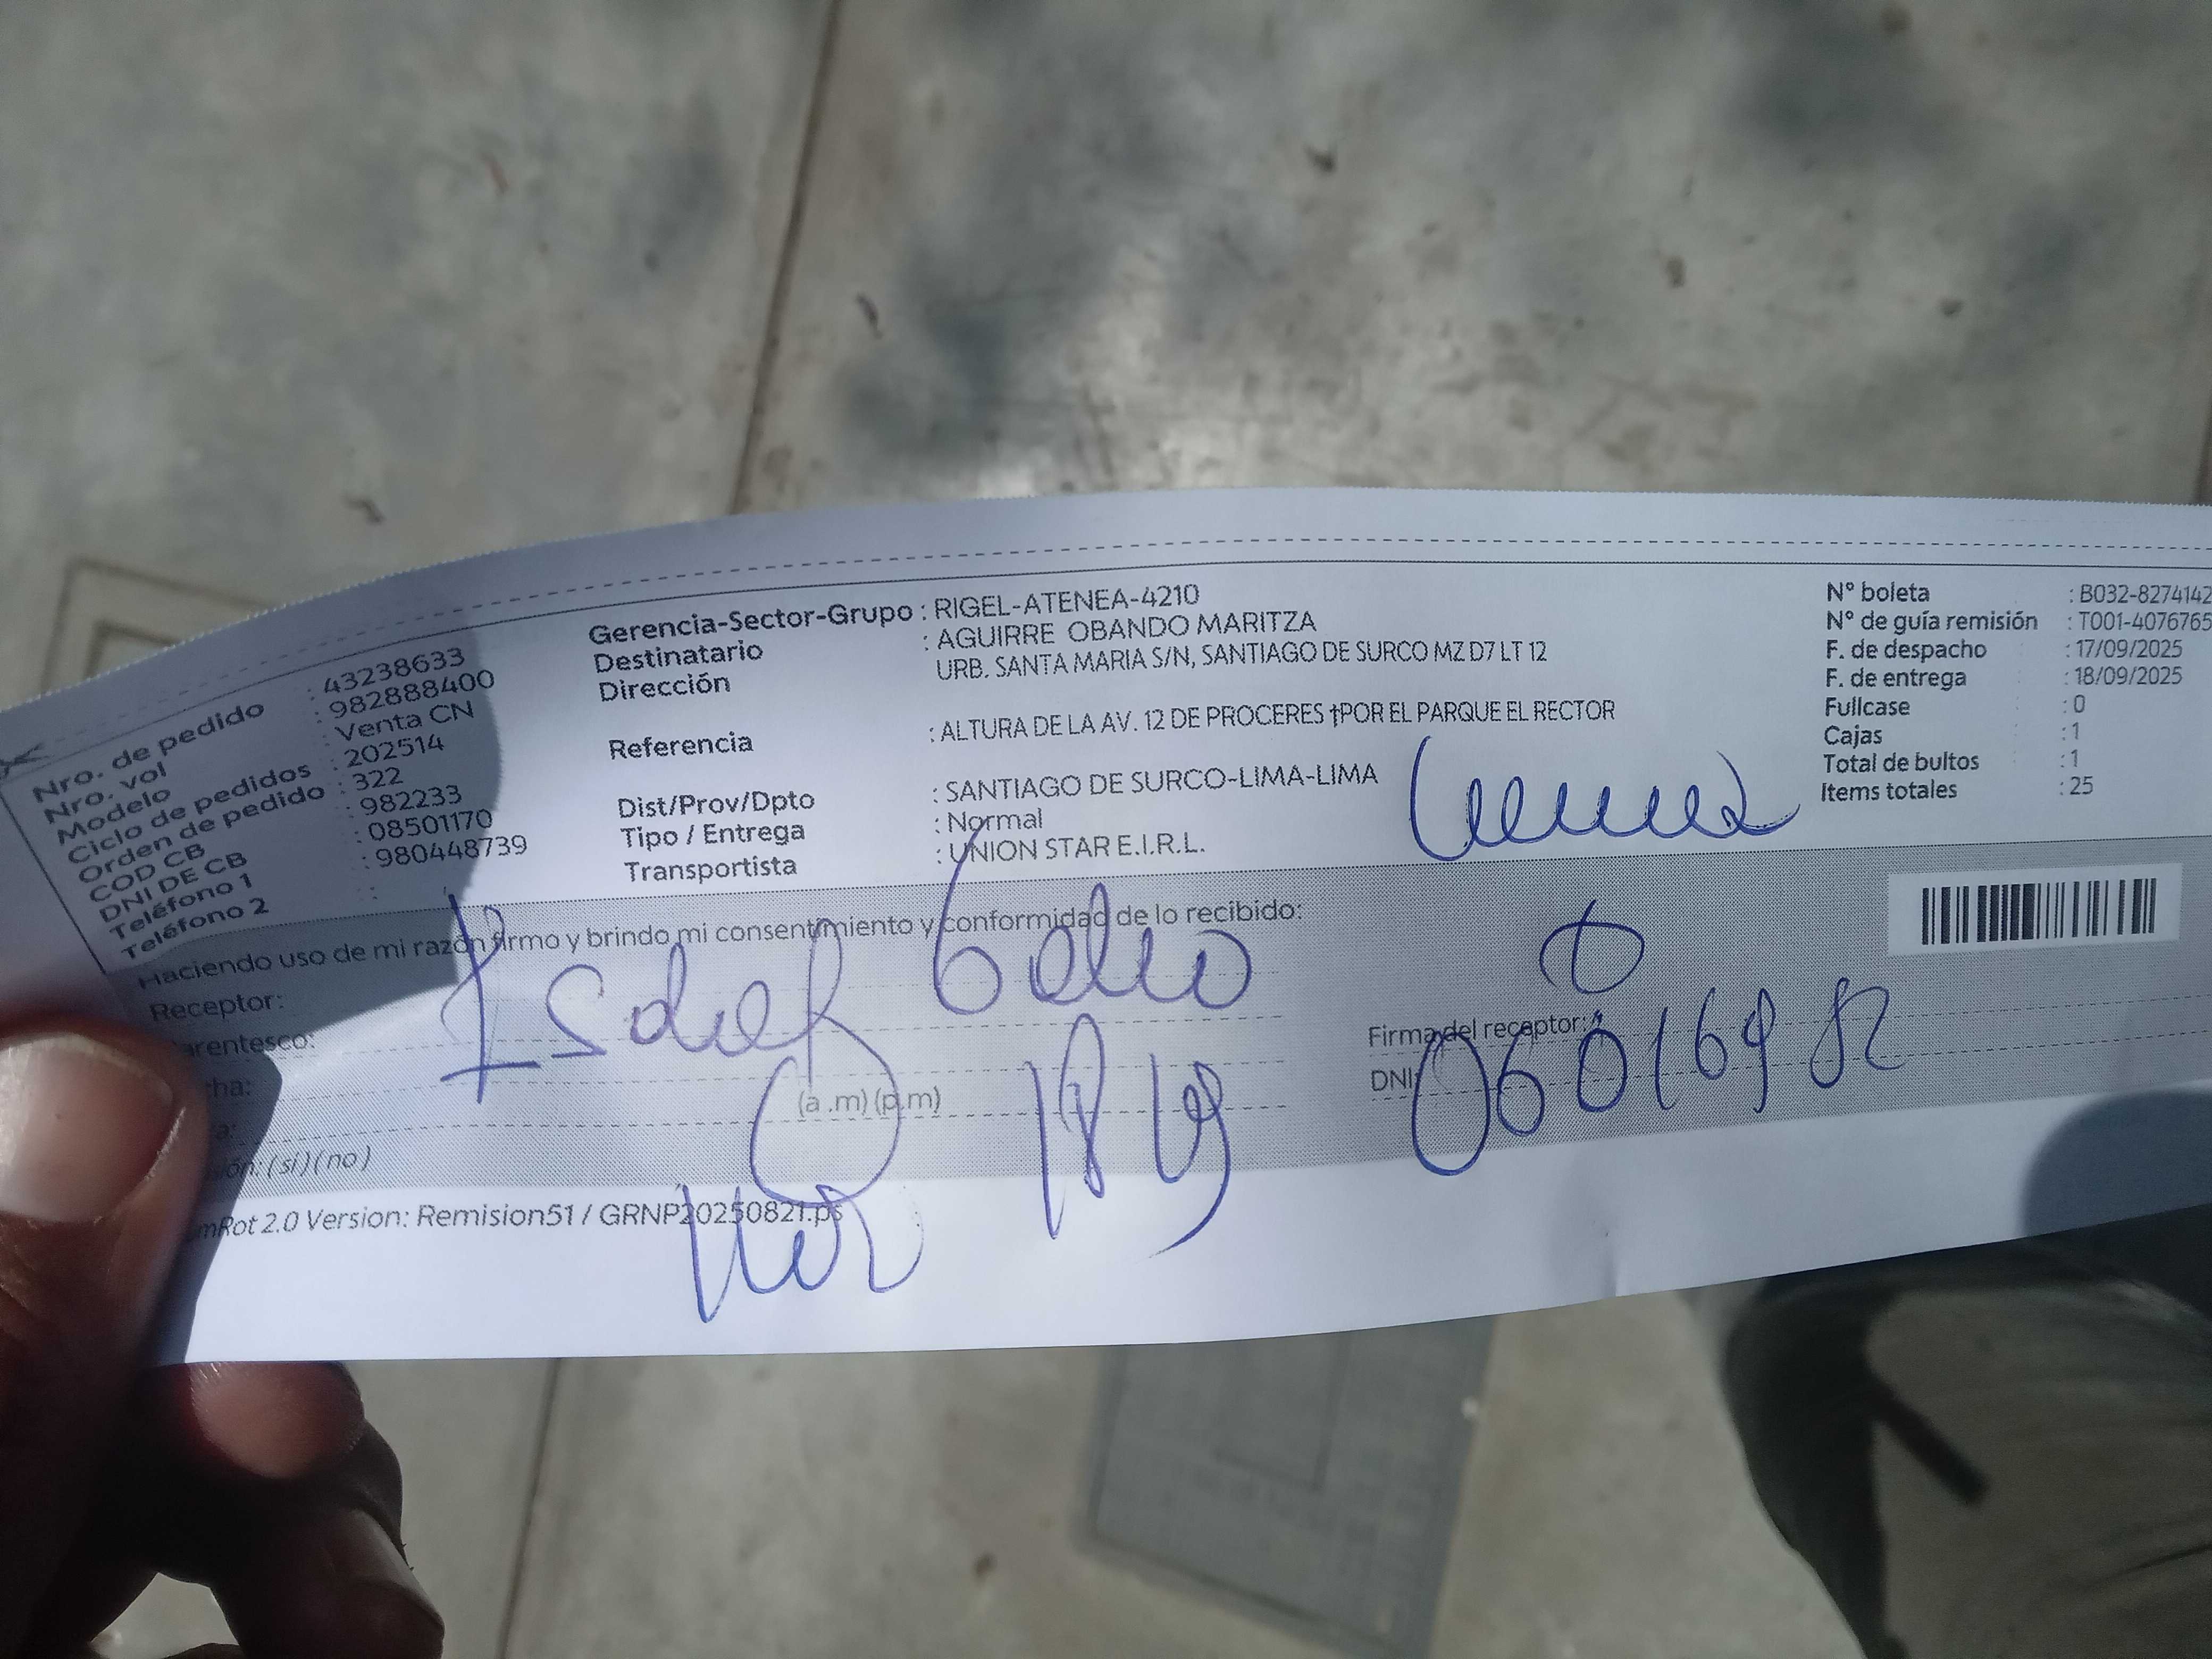 Nro. de pedido : 43238633
Nro. vol : 982888400
Modelo : Venta CN
Ciclo de pedidos : 202514
Orden de pedido : 322
COD CB : 982233
DNI DE CB : 08501170
Teléfono 1 : 980448739
Teléfono 2 :
Gerencia-Sector-Grupo : RIGEL-ATENEA-4210
Destinatario : AGUIRRE OBANDO MARITZA
Dirección URB. SANTA MARIA S/N, SANTIAGO DE SURCO MZ D7 LT 12
Referencia : ALTURA DE LA AV. 12 DE PROCERES †POR EL PARQUE EL RECTOR
Dist/Prov/Dpto : SANTIAGO DE SURCO-LIMA-LIMA
Tipo / Entrega : Normal
Transportista : UNION STAR E.I.R.L.
N° boleta : B032-8274142
N° de guía remisión : T001-4076765
F. de despacho : 17/09/2025
F. de entrega : 18/09/2025
Fullcase : 0
Cajas : 1
Total de bultos : 1
Items totales : 25
Haciendo uso de mi razón firmo y brindo mi consentimiento y conformidad de lo recibido:
Receptor:
arentesco:
ha:
(a .m) (p.m)
a:
ón: (si) (no)
Firma del receptor:
DNI: 06016982
18 09
mRot 2.0 Version: Remision51 / GRNP20250821.ps